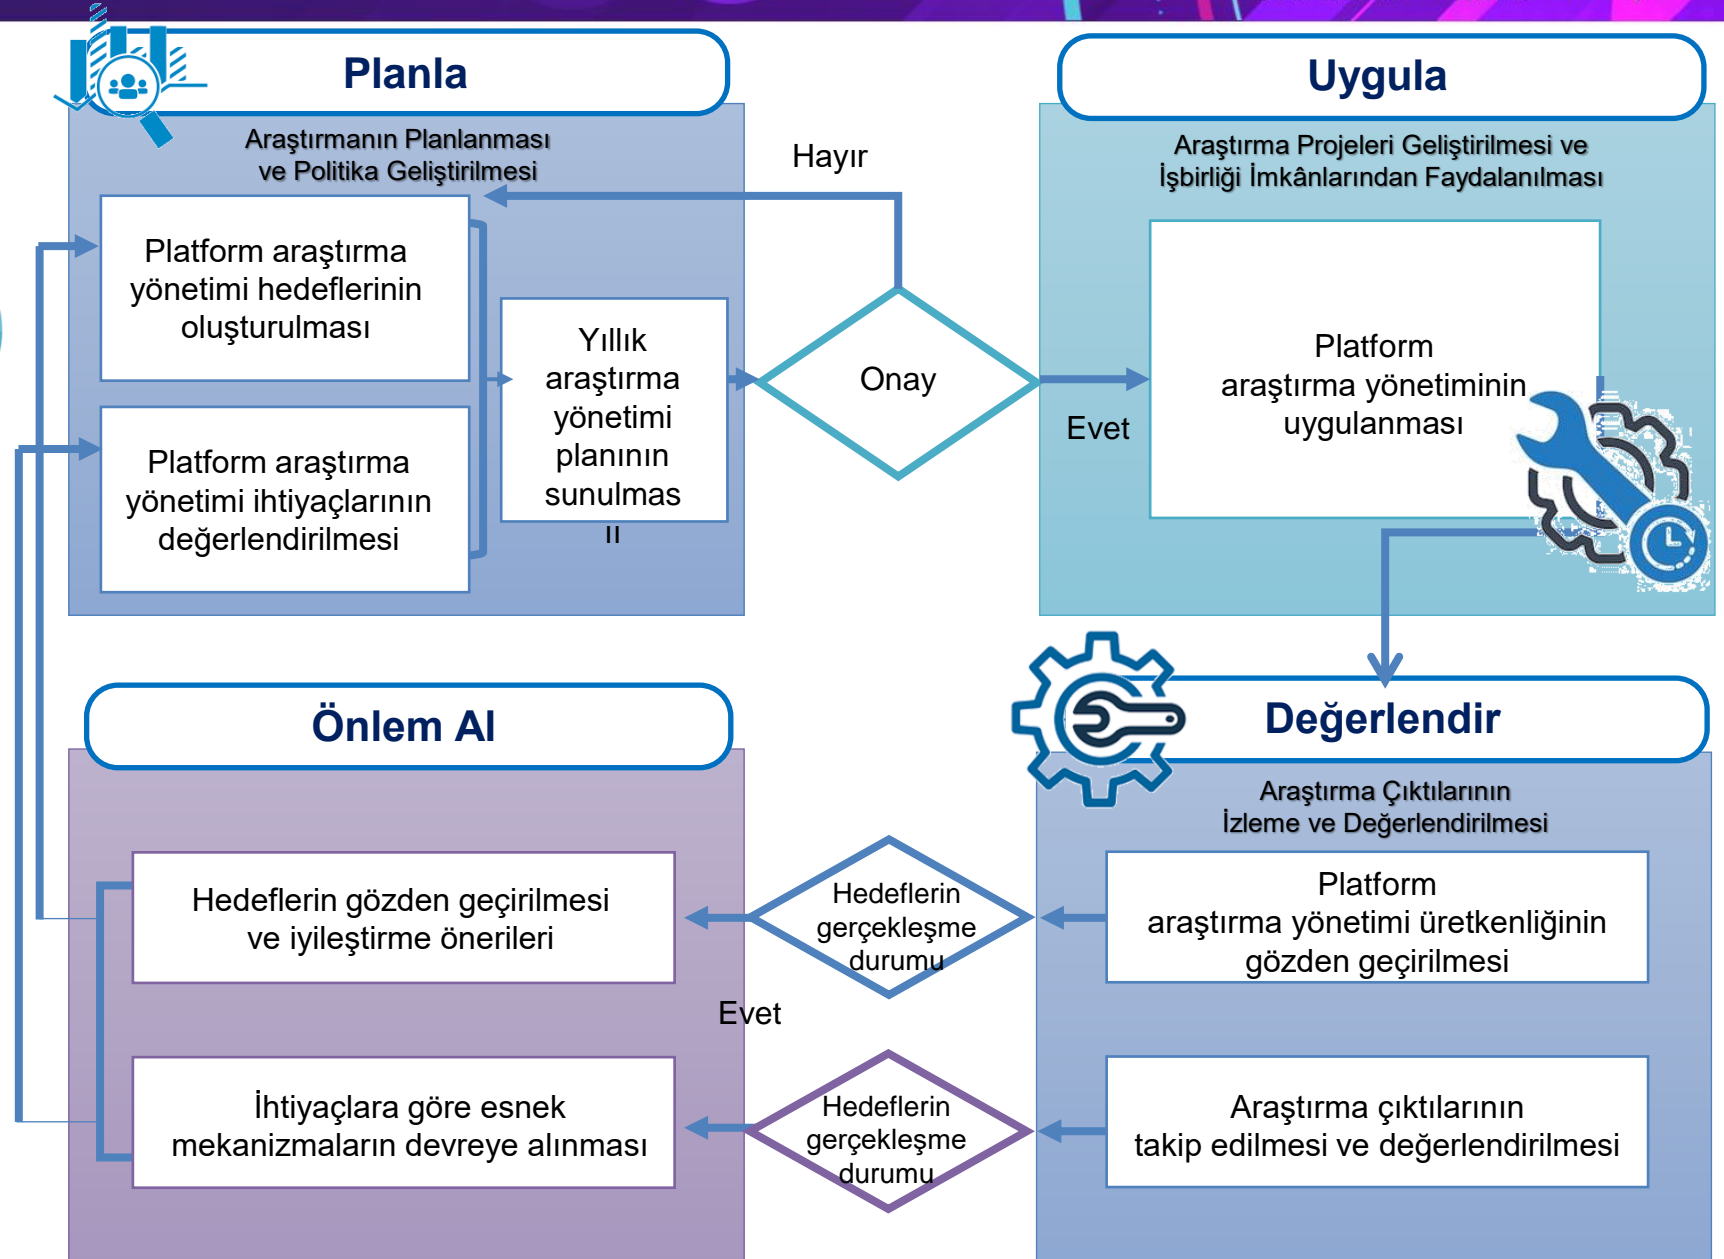 Planla
Araştırmanın Planlanması
ve Politika Geliştirilmesi
Platform araştırma
yönetimi hedeflerinin
oluşturulması
Platform araştırma
yönetimi ihtiyaçlarının
değerlendirilmesi
Yıllık
araştırma
yönetimi
planının
sunulmas
Hayır
Onay
Evet
Uygula
Araştırma Projeleri Geliştirilmesi ve
İşbirliği İmkânlarından Faydalanılması
Platform
araştırma yönetiminin
uygulanması
Değerlendir
Araştırma Çıktılarının
İzleme ve Değerlendirilmesi
Platform
araştırma yönetimi üretkenliğinin
gözden geçirilmesi
Araştırma çıktılarının
takip edilmesi ve değerlendirilmesi
Hedeflerin
gerçekleşme
durumu
Evet
Hedeflerin
gerçekleşme
durumu
Önlem Al
Hedeflerin gözden geçirilmesi
ve iyileştirme önerileri
İhtiyaçlara göre esnek
mekanizmaların devreye alınması